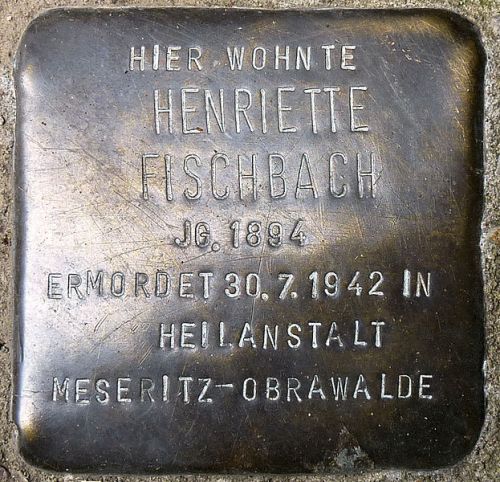 HIER WOHNTE
HENRIETTE
FISCHBACH
JG. 1894
ERMORDET 30.7.1942 IN
HEILANSTALT
MESERITZ-OBRAWALDE